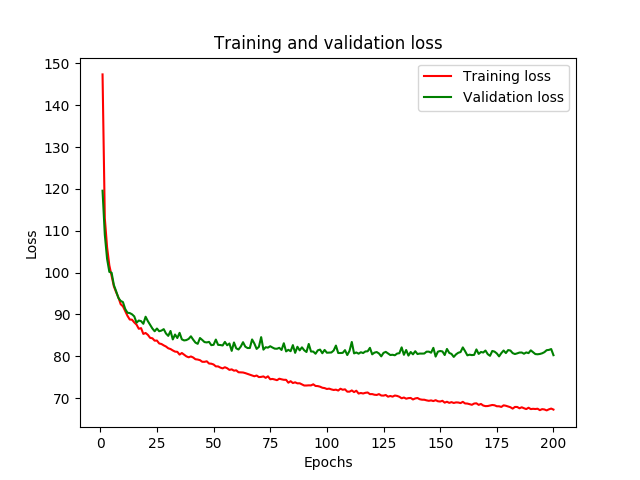 Training and validation loss
Training loss
Validation loss
Loss
150
140
130
120
110
100
90
80
70
0 25 50 75 100 125 150 175 200
Epochs